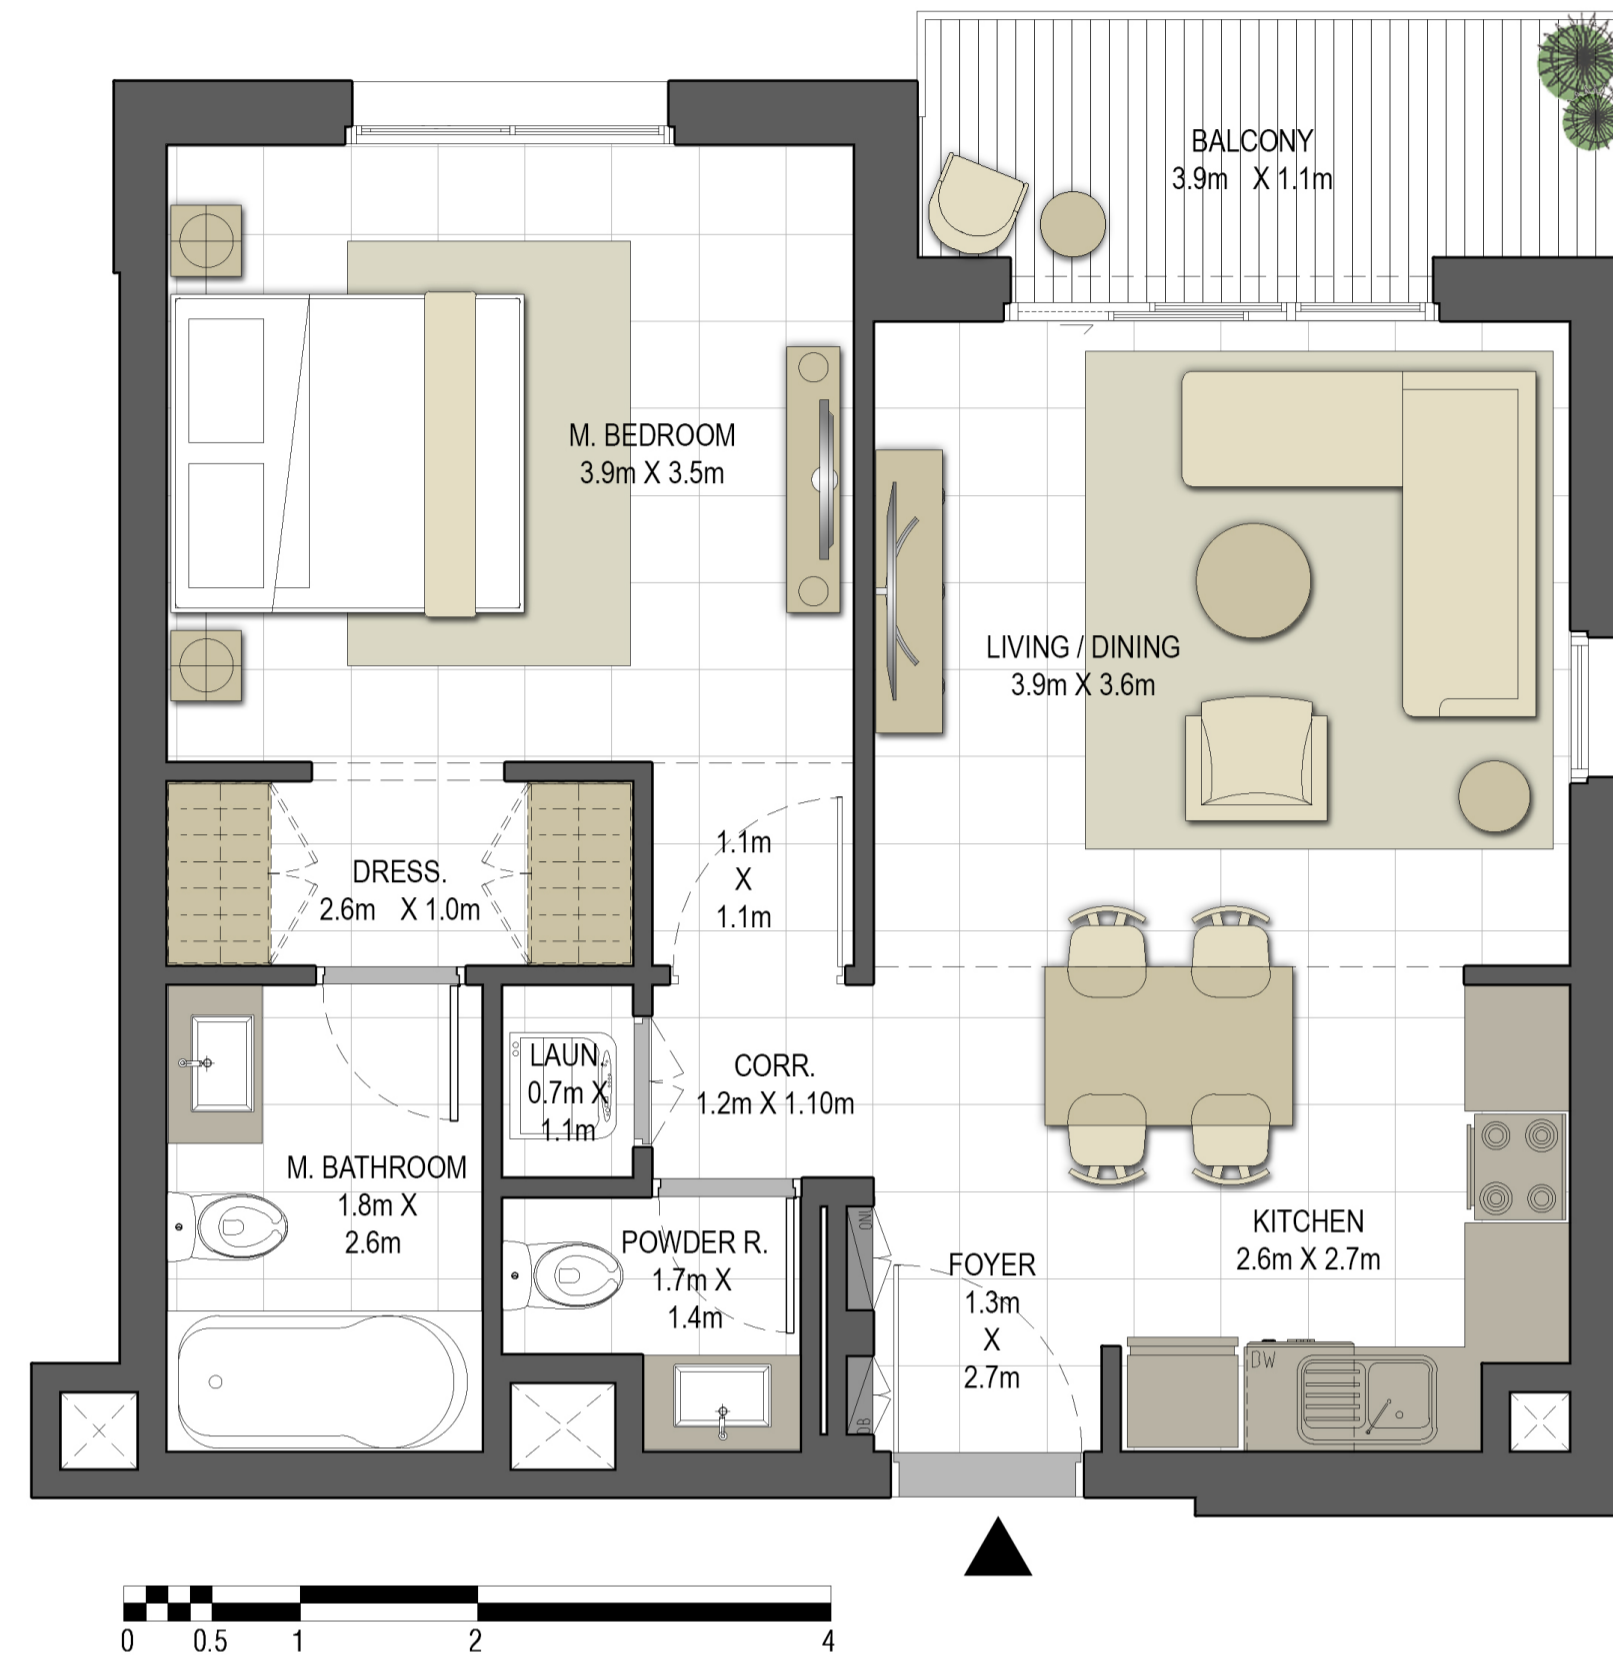 BALCONY
3.9m X 1.1m
M. BEDROOM
3.9m X 3.5m
LIVING / DINING
3.9m X 3.6m
DRESS.
2.6m X 1.0m
1.1m
X
1.1m
LAUN.
0.7m X
1.1m
CORR.
1.2m X 1.10m
M. BATHROOM
1.8m X
2.6m
POWDER R.
1.7m X
1.4m
ONU
DB
FOYER
1.3m
X
2.7m
KITCHEN
2.6m X 2.7m
BW
0 0.5 1 2 4